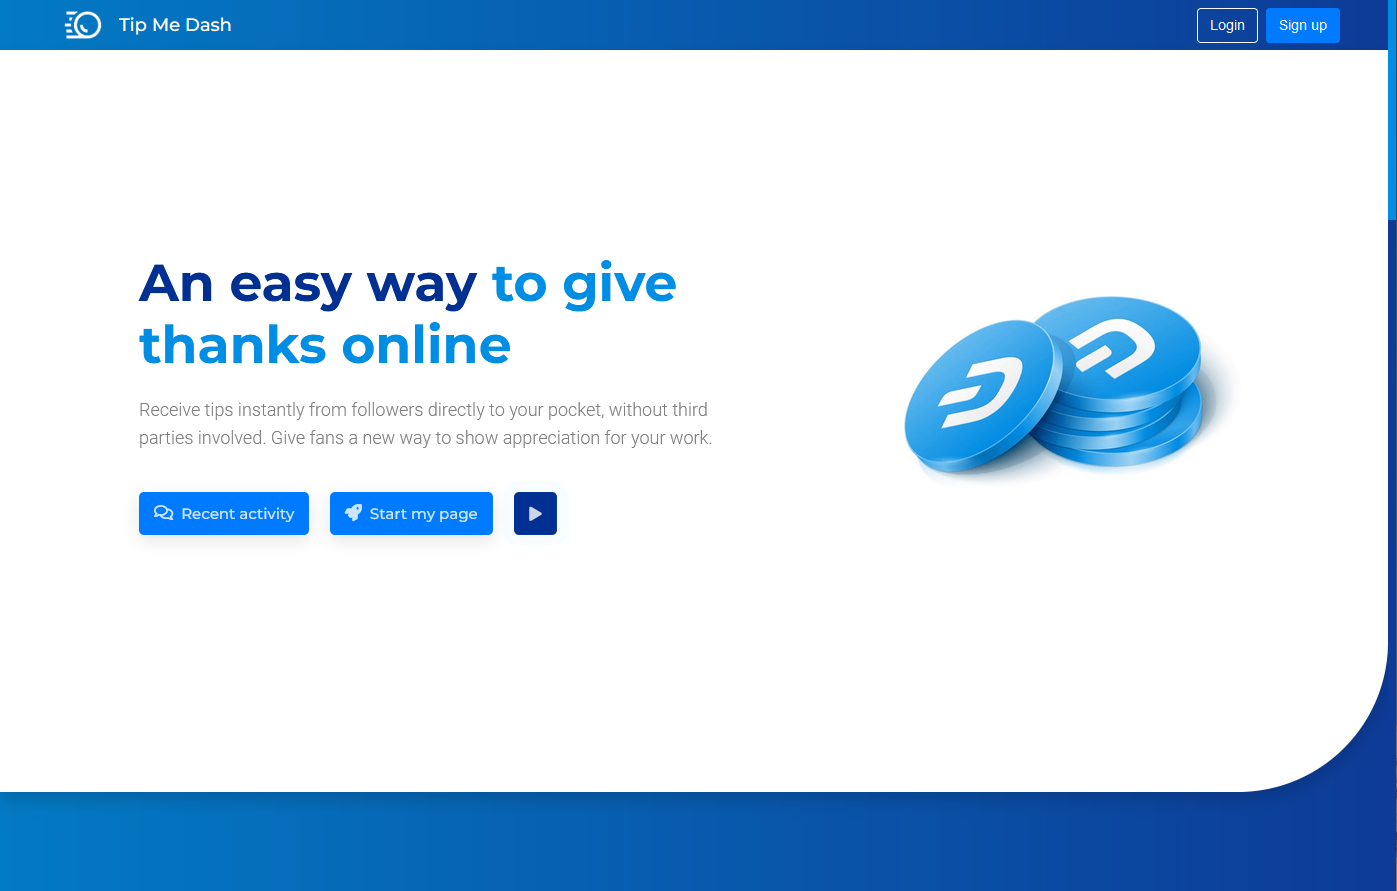 Tip Me Dash
Login
Sign up
An easy way to give
thanks online
Receive tips instantly from followers directly to your pocket, without third
parties involved. Give fans a new way to show appreciation for your work.
Recent activity
Start my page